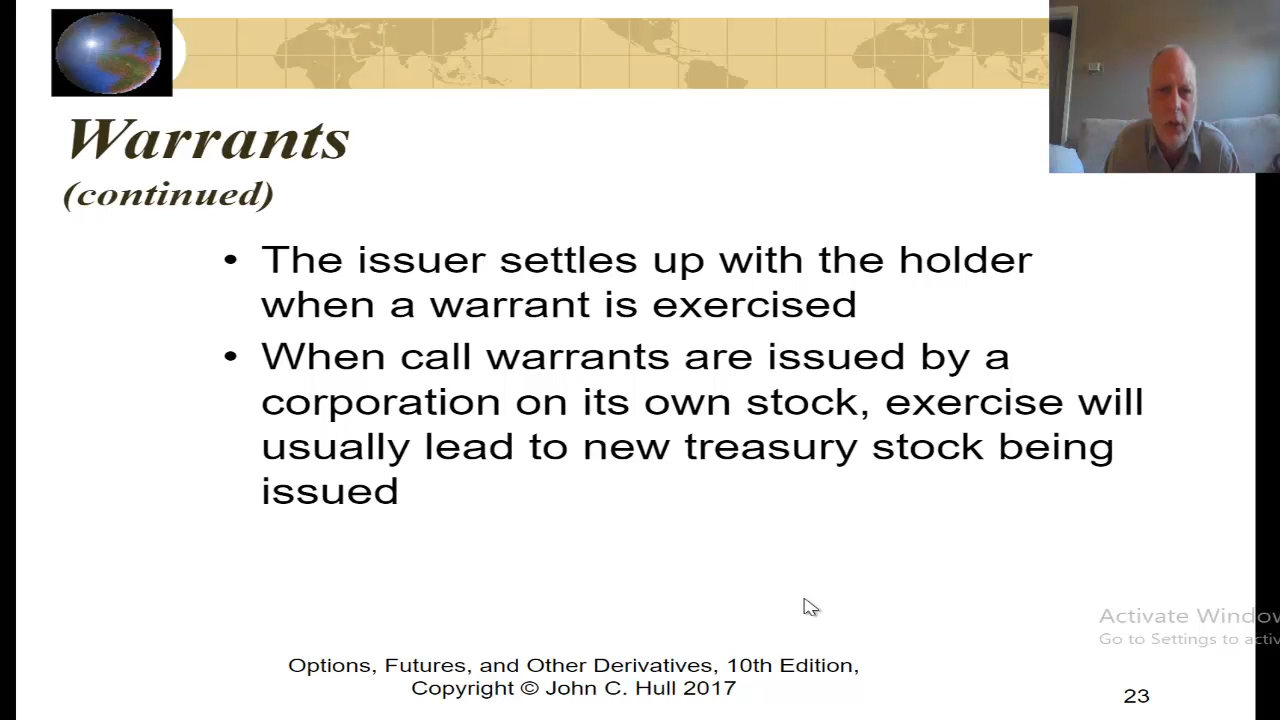 Warrants
(continued)
• The issuer settles up with the holder
when a warrant is exercised
• When call warrants are issued by a
corporation on its own stock, exercise will
usually lead to new treasury stock being
issued
Activate Windo
Go to Settings to activ
Options, Futures, and Other Derivatives, 10th Edition,
Copyright © John C. Hull 2017
23